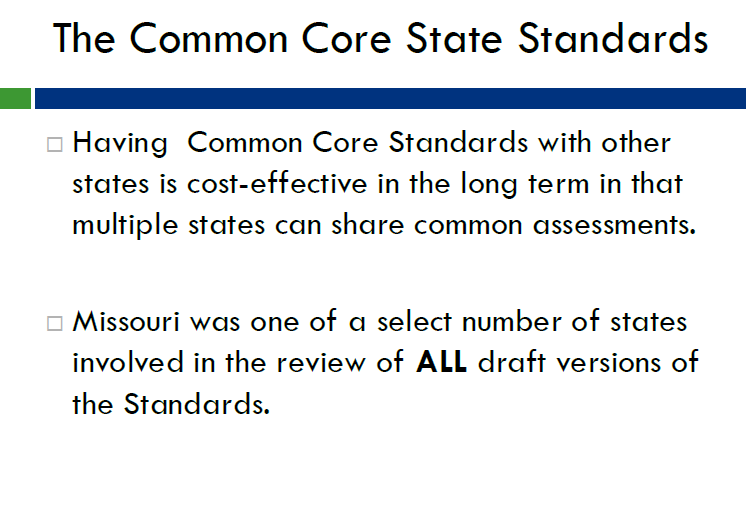 The Common Core State Standards
Having  Common Core Standards with other
states is cost-effective in the long term in that
multiple states can share common assessments.
Missouri was one of a select number of states
involved in the review of ALL draft versions of
the Standards.